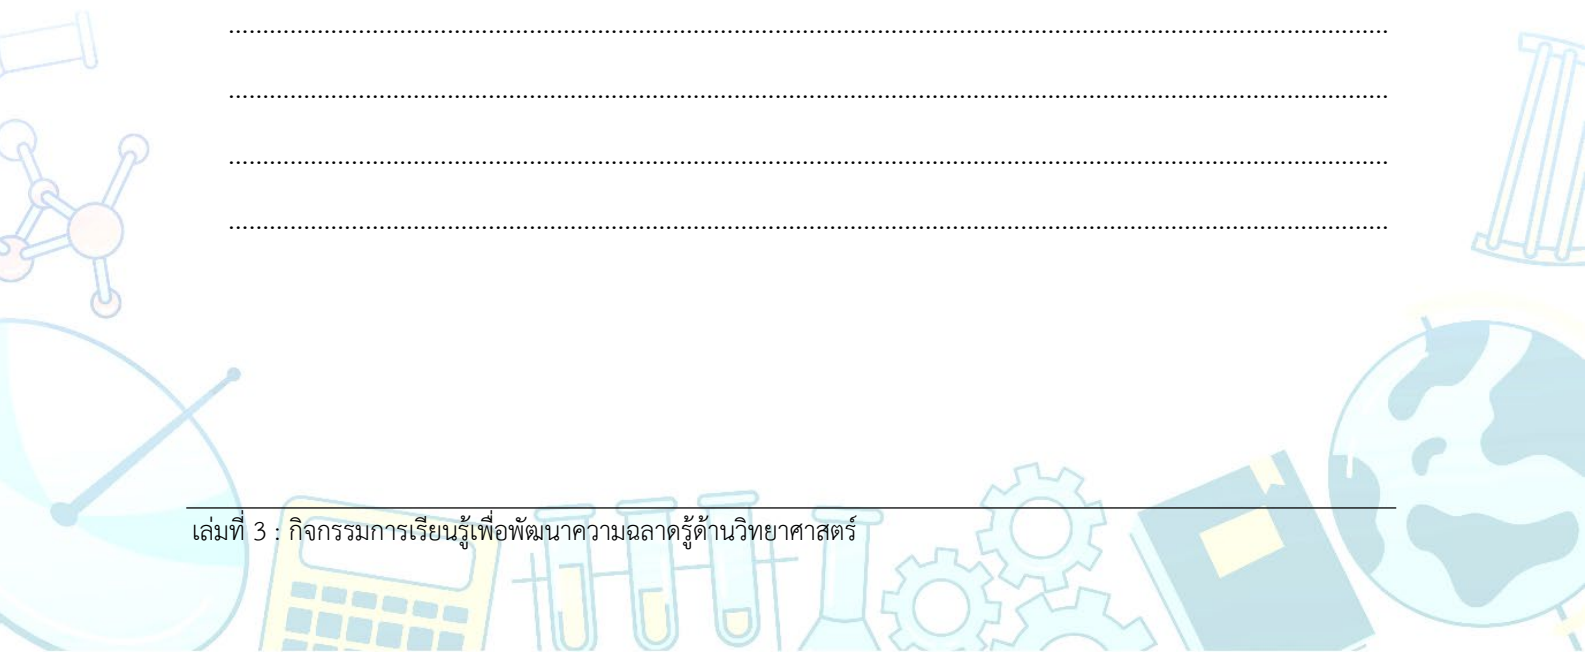 เล่มที่ 3 : กิจกรรมการเรียนรู้เพื่อพัฒนาความฉลาดรู้ด้านวิทยาศาสตร์